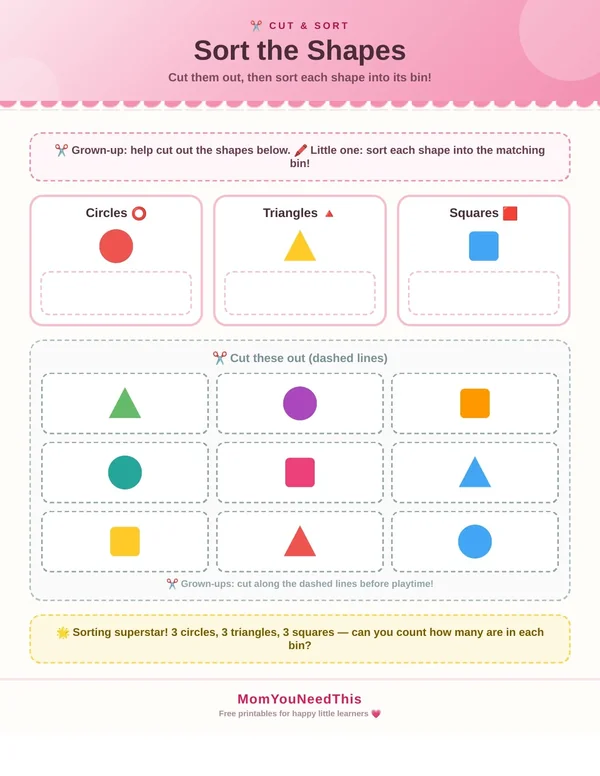 ✂️ CUT & SORT
Sort the Shapes
Cut them out, then sort each shape into its bin!
✂️ Grown-up: help cut out the shapes below. 🖍️ Little one: sort each shape into the matching
bin!
Circles ⭕
Triangles 🔺
Squares 🟥
✂️ Cut these out (dashed lines)
✂️ Grown-ups: cut along the dashed lines before playtime!
🌟 Sorting superstar! 3 circles, 3 triangles, 3 squares — can you count how many are in each
bin?
MomYouNeedThis
Free printables for happy little learners 💗